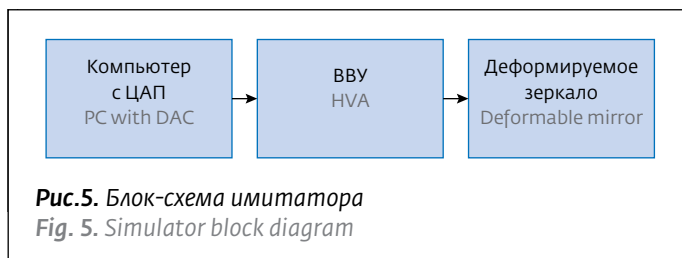 Компьютер
с ЦАП
PC with DAC
ВВУ
HVA
Деформируемое
зеркало
Deformable mirror
Рис.5. Блок-схема имитатора
Fig. 5. Simulator block diagram